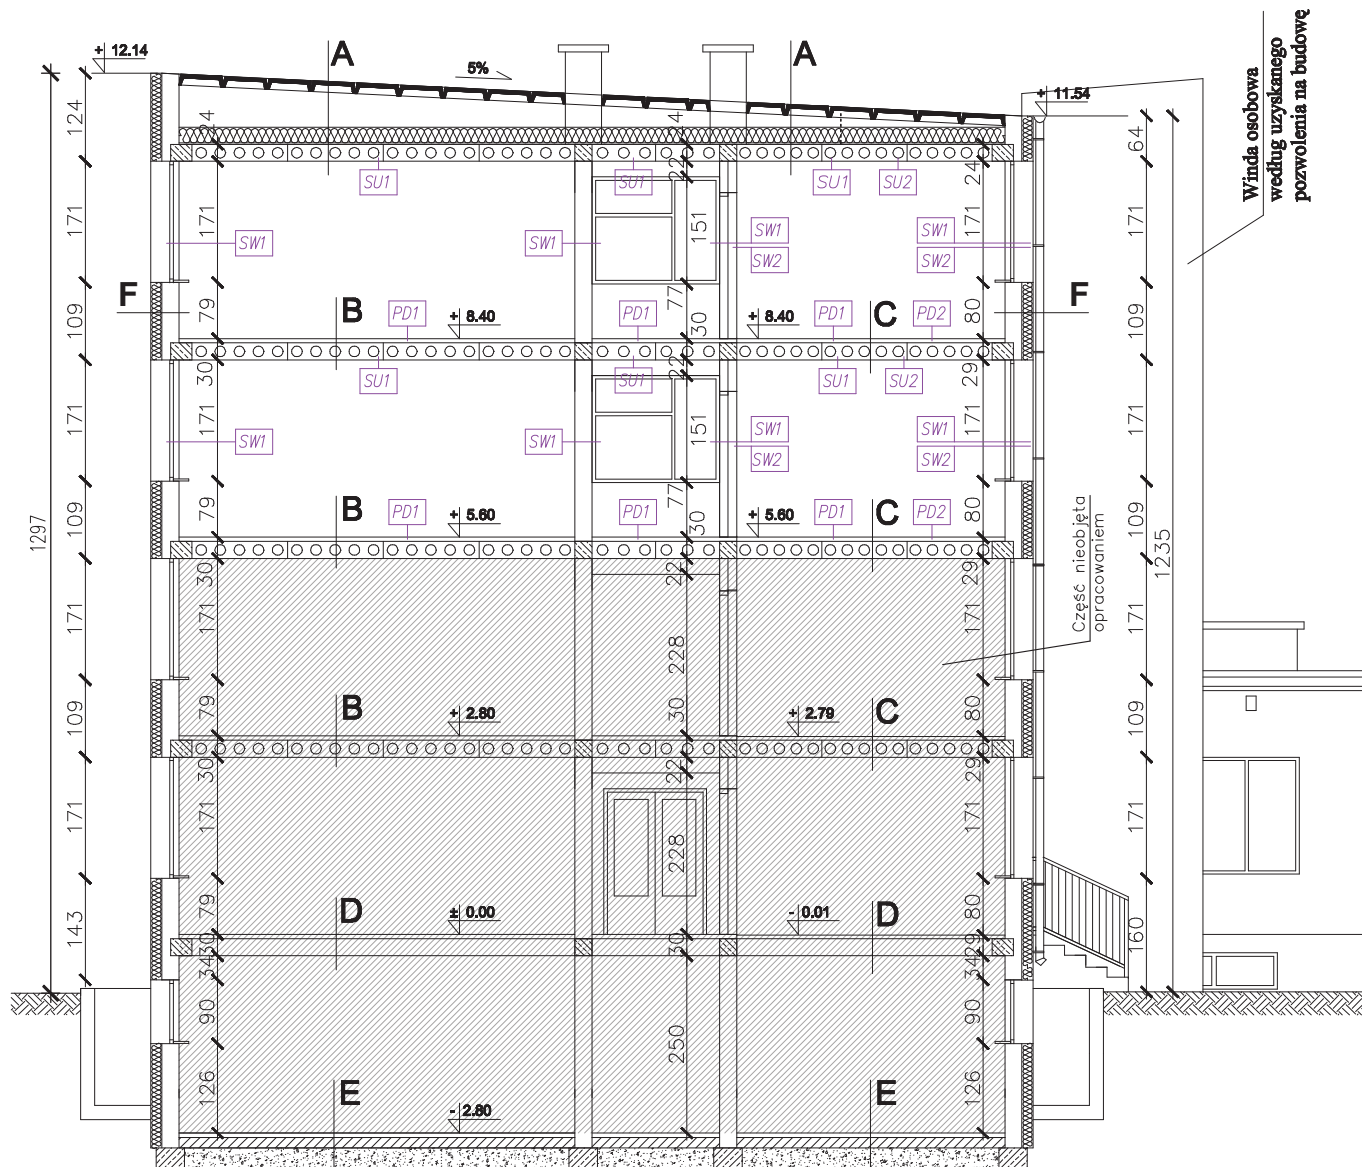 + 12.14
A
5%
A
+ 11.54
Winda osobowa
według uzyskanego
pozwolenia na budowę
124
24
24
64
22
24
SU1
SU1
SU1
SU2
171
171
151
171
171
SW1
SW1
SW1
SW2
SW1
SW2
F
F
109
79
B
PD1
+ 8.40
PD1
77
30
+ 8.40
PD1
C
PD2
80
109
30
22
29
SU1
SU1
SU1
SU2
171
171
151
171
171
SW1
SW1
SW1
SW2
SW1
SW2
1297
109
79
B
PD1
+ 5.60
PD1
77
30
+ 5.60
PD1
C
PD2
80
109
1235
Część nieobjęta
opracowaniem
30
22
29
171
171
228
171
171
109
79
B
+ 2.80
30
+ 2.79
C
80
109
30
22
29
171
171
228
171
171
143
79
D
± 0.00
- 0.01
D
80
160
30
30
29
34
34
90
250
90
126
E
- 2.80
E
126